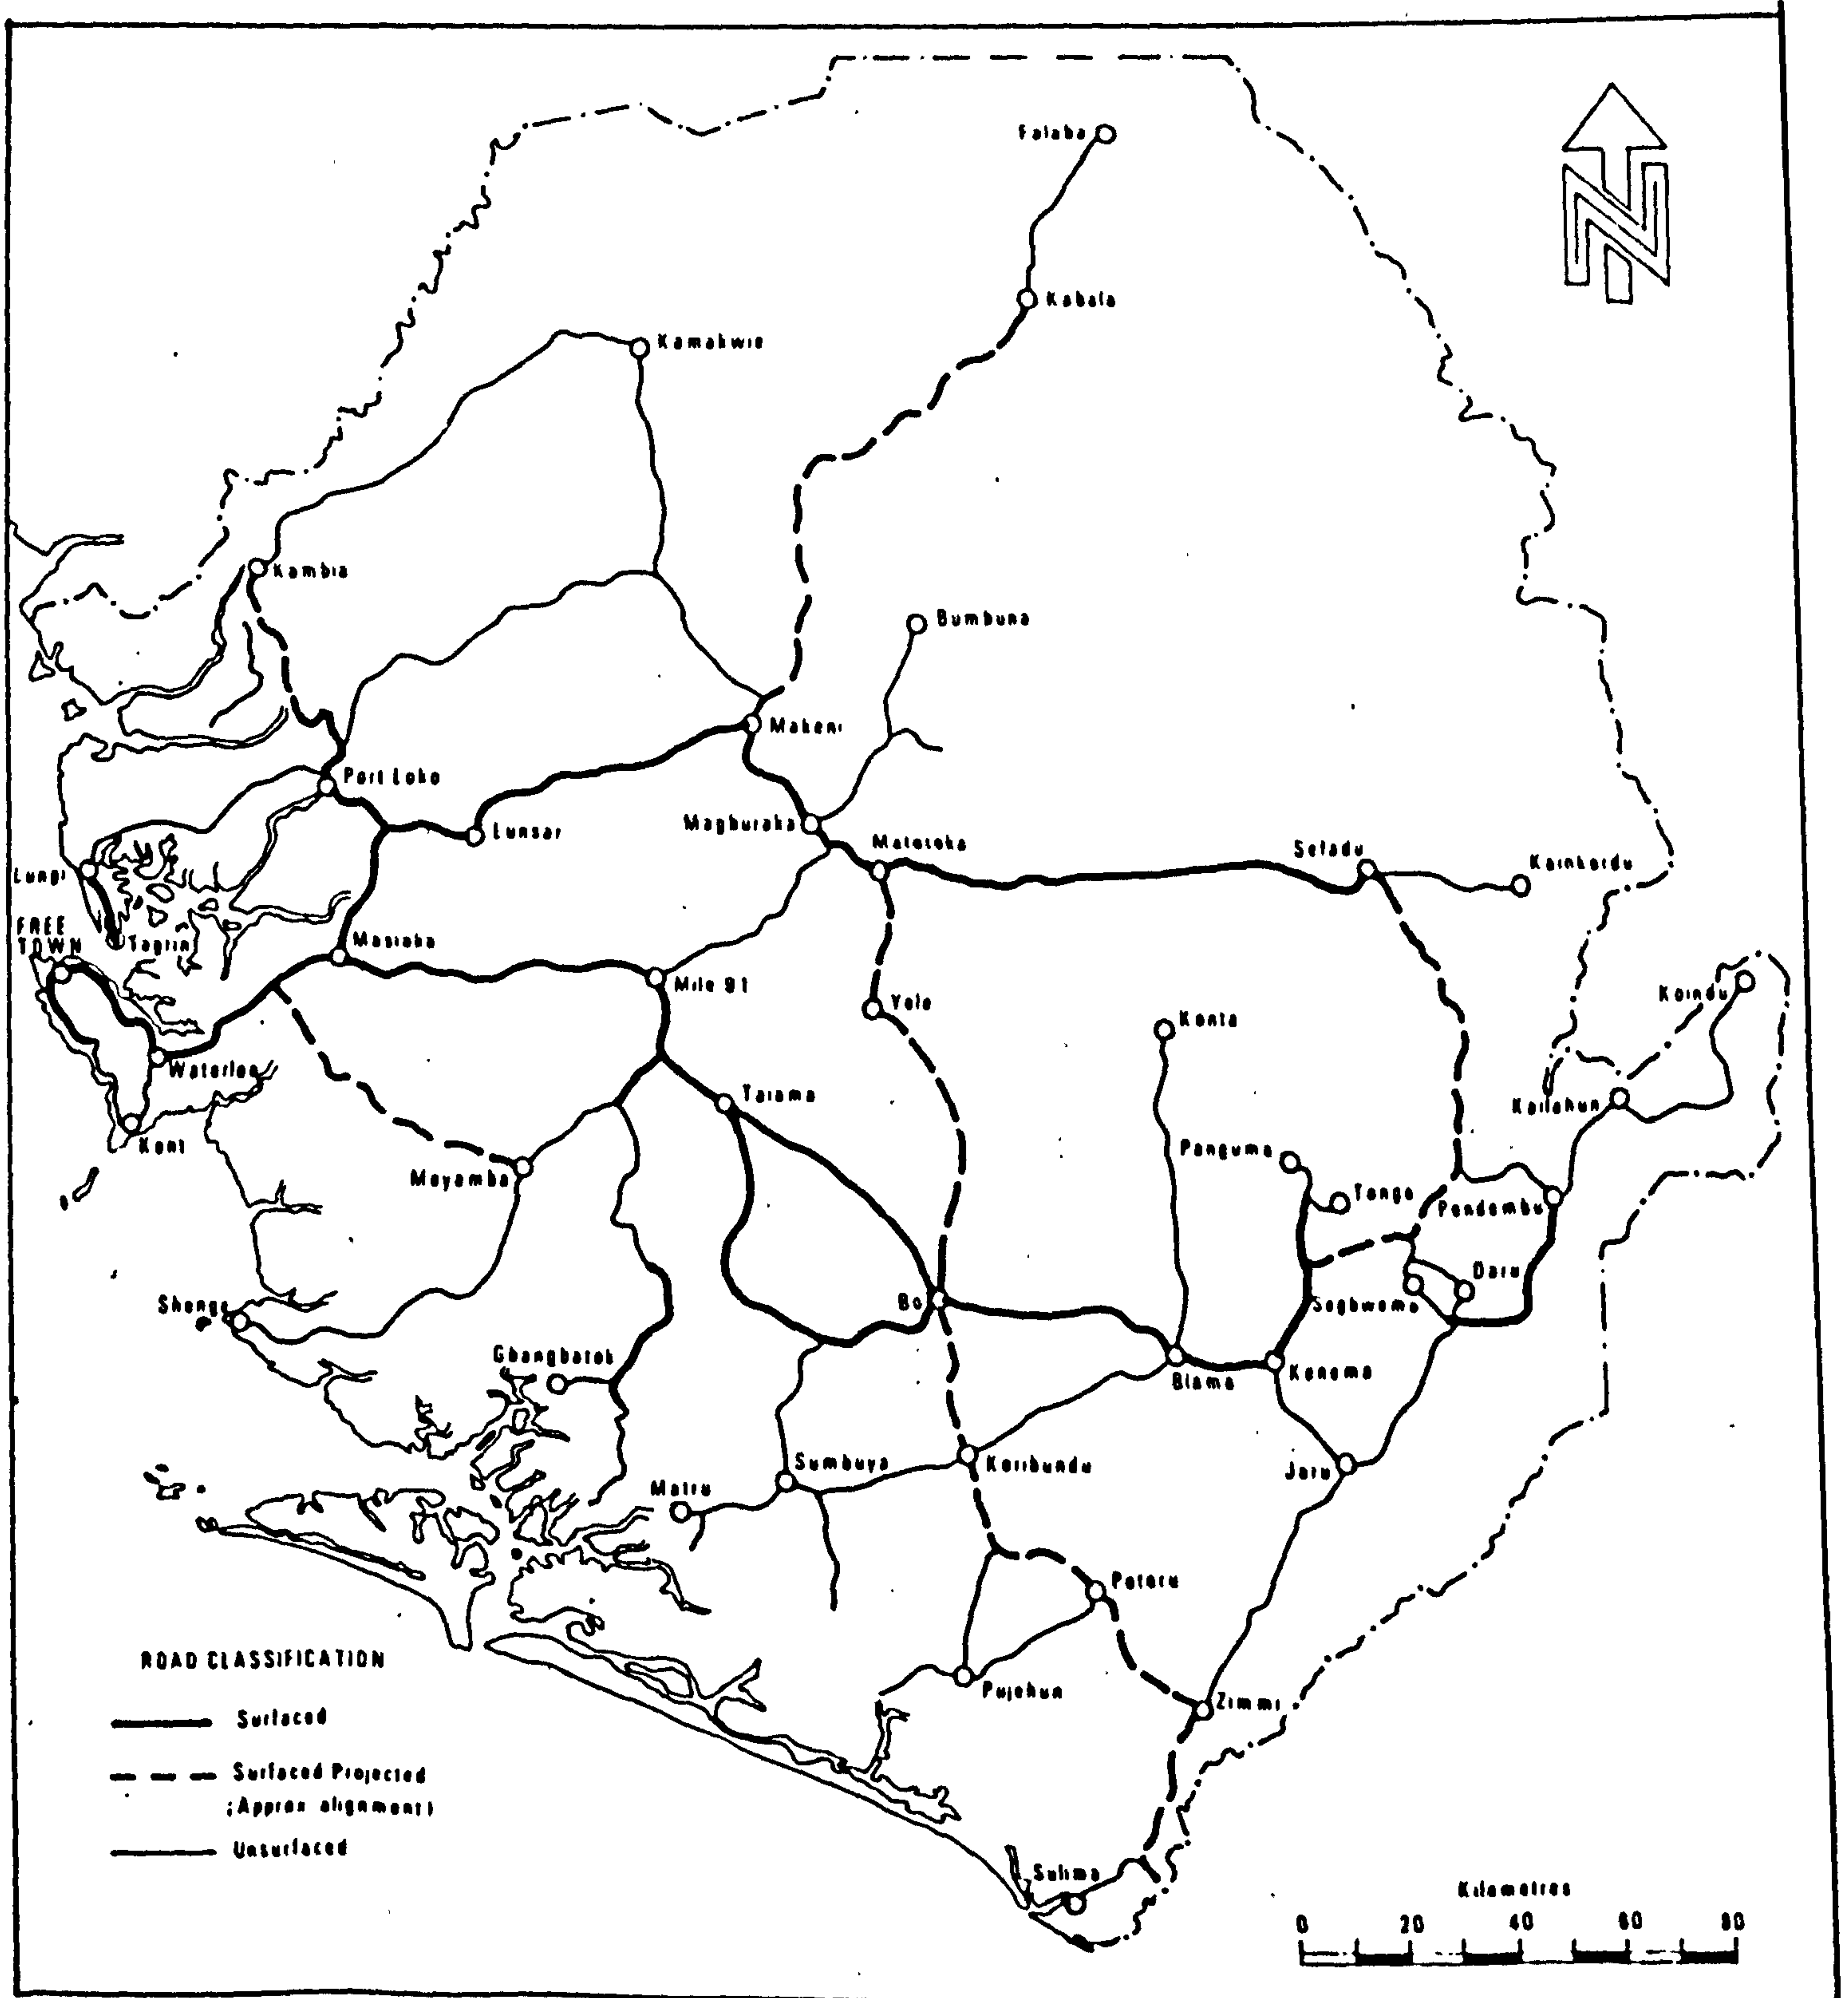 Falaba
N
Kabala
Kamakwie
Kambia
Bumbuna
Makeni
Port Loko
Lunsar
Magburaka
Matotoka
Sefadu
Kainkordu
Lungi
FREE
TOWN
Tagrin
Masiaka
Mile 91
Yele
Koindu
Konta
Waterloo
Taiama
Kailahun
Kent
Panguma
Moyamba
Tongo
Pendembu
Daru
Shenge
Bo
Segbwema
Gbangbatok
Blama
Kenema
Sumbuya
Koribundu
Joru
Matru
Potoru
ROAD CLASSIFICATION
Pujehun
Surfaced
Zimmi
Surfaced Projected
(Approx alignment)
Unsurfaced
Sulima
Kilometres
0 20 40 60 80